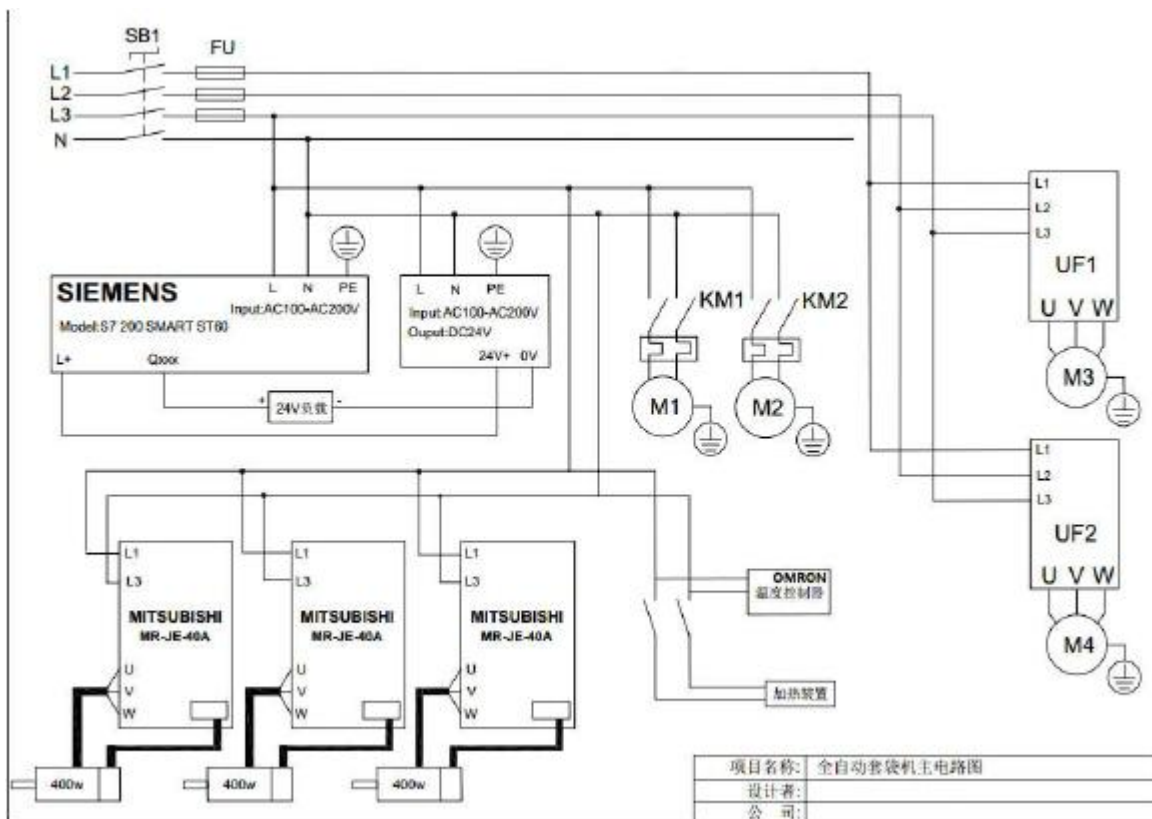 SB1
FU
L1
L2
L3
N
L1
L2
L3
UF1
U V W
M3
L N PE
SIEMENS
Input:AC100-AC200V
Model:S7 200 SMART ST60
L+ Qxxx
L N PE
Input:AC100-AC200V
Ouput:DC24V
24V+ 0V
+ 24V负载 -
KM1
KM2
M1
M2
L1
L2
L3
UF2
U V W
M4
L1
L3
MITSUBISHI
MR-JE-40A
U
V
W
400w
L1
L3
MITSUBISHI
MR-JE-40A
U
V
W
400w
L1
L3
MITSUBISHI
MR-JE-40A
U
V
W
400w
OMRON
温度控制器
加热装置
项目名称: 全自动套袋机主电路图
设计者:
公 司: